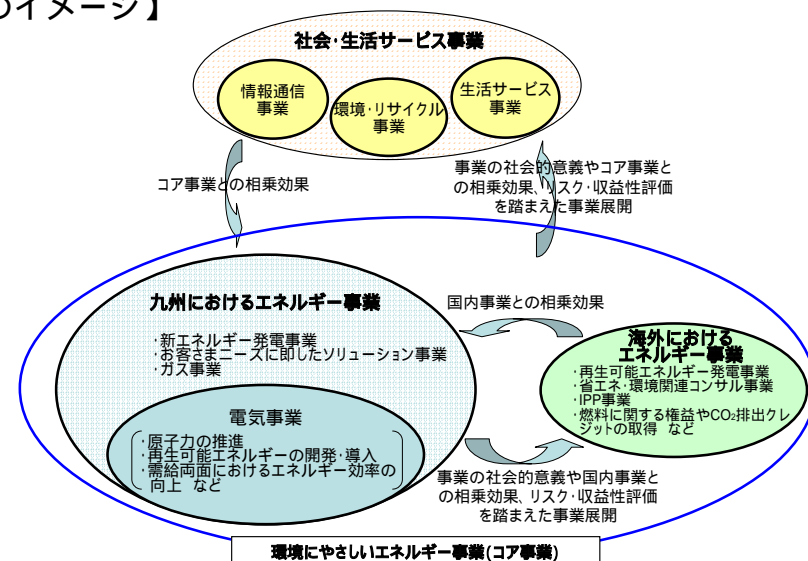 のイメージ】
社会・生活サービス事業
情報通信
事業
環境・リサイクル
事業
生活サービス
事業
コア事業との相乗効果
事業の社会的意義やコア事業と
の相乗効果、リスク・収益性評価
を踏まえた事業展開
九州におけるエネルギー事業
・新エネルギー発電事業
・お客さまニーズに即したソリューション事業
・ガス事業
電気事業
・原子力の推進
・再生可能エネルギーの開発・導入
・需給両面におけるエネルギー効率の
向上 など
国内事業との相乗効果
海外における
エネルギー事業
・再生可能エネルギー発電事業
・省エネ・環境関連コンサル事業
・IPP事業
・燃料に関する権益やCO₂排出クレ
ジットの取得 など
事業の社会的意義や国内事業と
の相乗効果、リスク・収益性評価
を踏まえた事業展開
環境にやさしいエネルギー事業(コア事業)